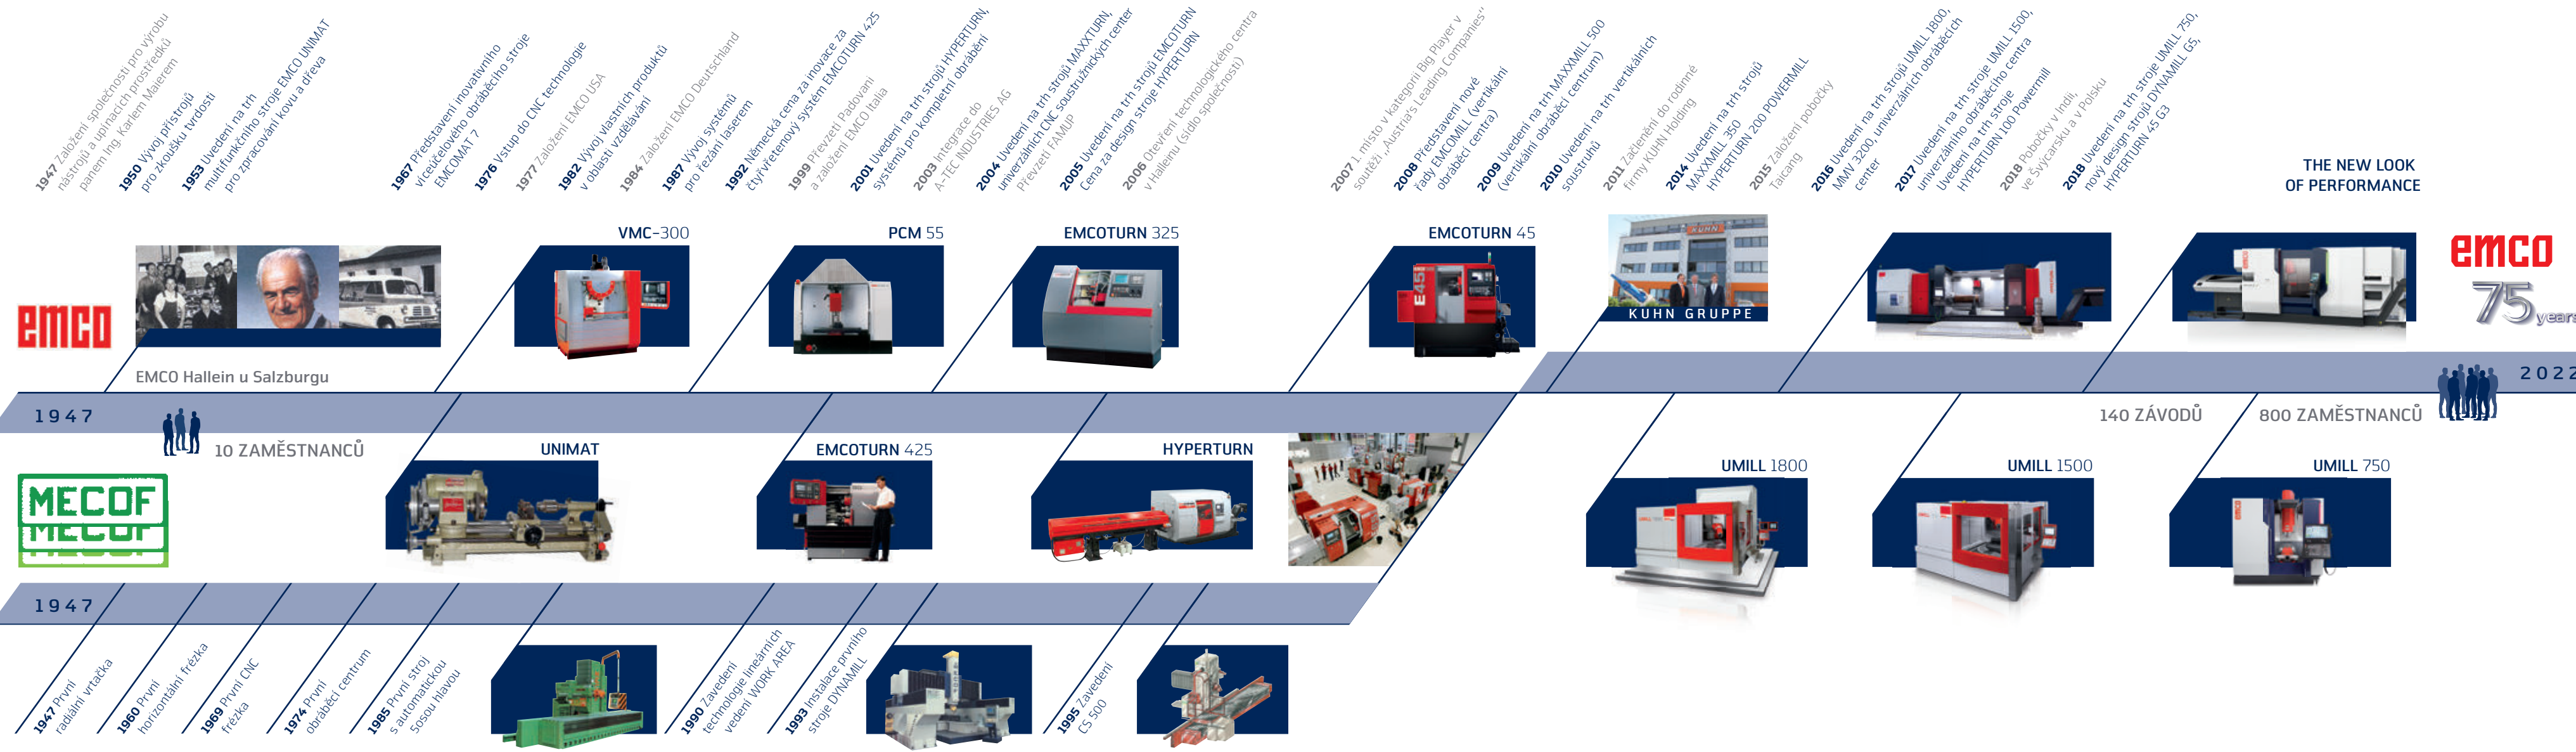 1947 Založení společnosti pro výrobu
nástrojů a upínacích prostředků
panem Ing. Karlem Maierem
1950 Vývoj přístrojů
pro zkoušku tvrdosti
1953 Uvedení na trh
multifunkčního stroje EMCO UNIMAT
pro zpracování kovu a dřeva
1967 Představení inovativního
víceúčelového obráběcího stroje
EMCOMAT 7
1976 Vstup do CNC technologie
1977 Založení EMCO USA
1982 Vývoj vlastních produktů
v oblasti vzdělávání
1984 Založení EMCO Deutschland
1987 Vývoj systémů
pro řezání laserem
1992 Německá cena za inovace za
čtyřvřetenový systém EMCOTURN 425
1999 Převzetí Padovani
a založení EMCO Italia
2001 Uvedení na trh strojů HYPERTURN,
systémů pro kompletní obrábění
2003 Integrace do
A-TEC INDUSTRIES AG
2004 Uvedení na trh strojů MAXXTURN,
univerzálních CNC soustružnických center
Převzetí FAMUP
2005 Uvedení na trh strojů EMCOTURN
Cena za design stroje HYPERTURN
2006 Otevření technologického centra
v Halleinu (sídlo společnosti)
2007 1. místo v kategorii Big Player v
soutěži „Austria's Leading Companies"
2008 Představení nové
řady EMCOMILL (vertikální
obráběcí centra)
2009 Uvedení na trh MAXXMILL 500
(vertikální obráběcí centrum)
2010 Uvedení na trh vertikálních
soustruhů
2011 Začlenění do rodinné
firmy KUHN Holding
2014 Uvedení na trh strojů
MAXXMILL 350
HYPERTURN 200 POWERMILL
2015 Založení pobočky
Taicang
2016 Uvedení na trh strojů UMILL 1800,
MMV 3200, univerzálních obráběcích
center
2017 Uvedení na trh stroje UMILL 1500,
univerzálního obráběcího centra
Uvedení na trh stroje
HYPERTURN 100 Powermill
2018 Pobočky v Indii,
ve Švýcarsku a v Polsku
2018 Uvedení na trh stroje UMILL 750,
nový design strojů DYNAMILL G5,
HYPERTURN 45 G3
THE NEW LOOK
OF PERFORMANCE
VMC-300
PCM 55
EMCOTURN 325
EMCOTURN 45
KUHN
KUHN GRUPPE
E45
emco
emco
75 years
EMCO Hallein u Salzburgu
2022
1947
10 ZAMĚSTNANCŮ
140 ZÁVODŮ
800 ZAMĚSTNANCŮ
UNIMAT
EMCOTURN 425
HYPERTURN
UMILL 1800
UMILL 1500
UMILL 750
MECOF
MECOF
1947
1947 První
radiální vrtačka
1960 První
horizontální frézka
1969 První CNC
frézka
1974 První
obráběcí centrum
1985 První stroj
s automatickou
5osou hlavou
1990 Zavedení
technologie lineárních
vedení WORK AREA
1993 Instalace prvního
stroje DYNAMILL
1995 Zavedení
CS 500